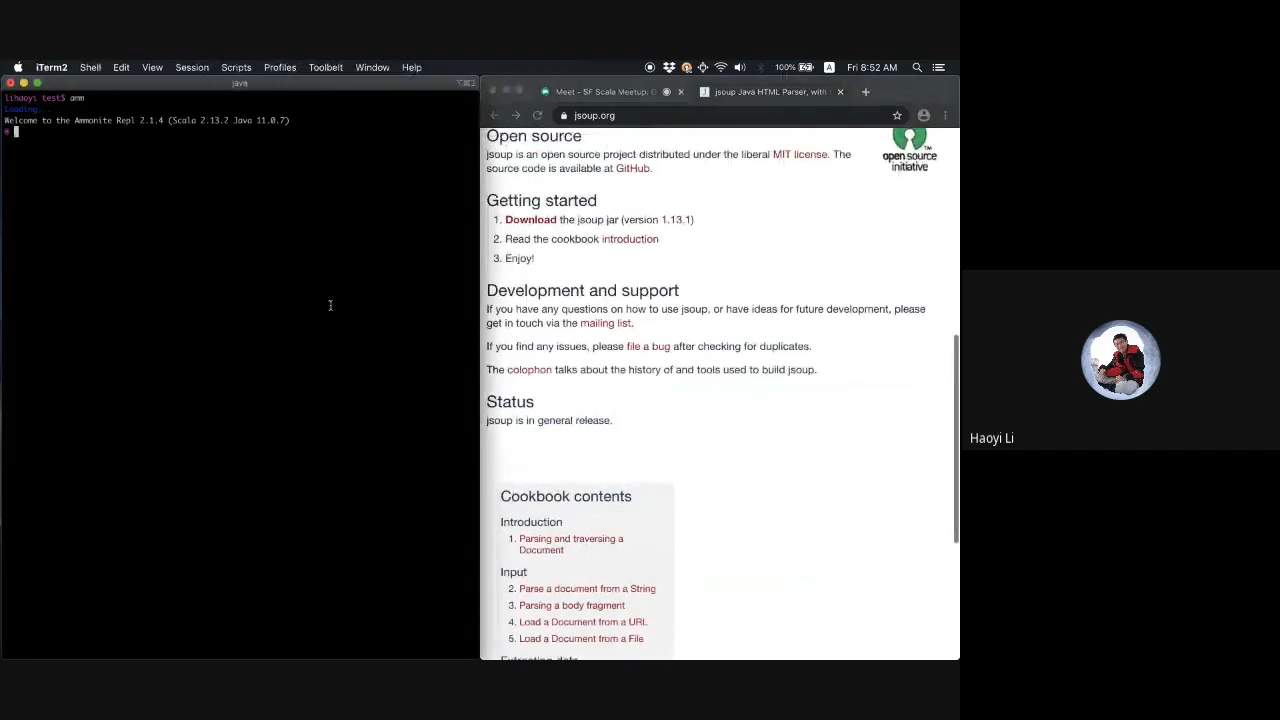 iTerm2 Shell Edit View Session Scripts Profiles Toolbelt Window Help
100% A Fri 8:52 AM
java
lihaoyi test$ amm
Loading...
Welcome to the Ammonite Repl 2.1.4 (Scala 2.13.2 Java 11.0.7)
@
Meet - SF Scala Meetup:
jsoup Java HTML Parser, with
jsoup.org
Open source
jsoup is an open source project distributed under the liberal MIT license. The
source code is available at GitHub.
open source
initiative
Getting started
1. Download the jsoup jar (version 1.13.1)
2. Read the cookbook introduction
3. Enjoy!
Development and support
If you have any questions on how to use jsoup, or have ideas for future development, please
get in touch via the mailing list.
If you find any issues, please file a bug after checking for duplicates.
The colophon talks about the history of and tools used to build jsoup.
Status
jsoup is in general release.
Cookbook contents
Introduction
1. Parsing and traversing a
Document
Input
2. Parse a document from a String
3. Parsing a body fragment
4. Load a Document from a URL
5. Load a Document from a File
Haoyi Li